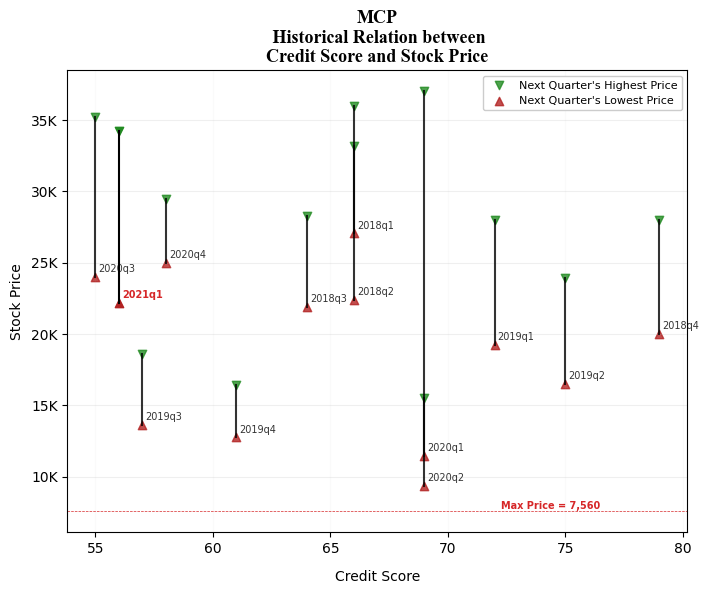 MCP
Historical Relation between
Credit Score and Stock Price
Next Quarter's Highest Price
Next Quarter's Lowest Price
35K
30K
25K
20K
15K
10K
Stock Price
2018q1
2020q4
2020q3
2021q1
2018q3
2018q2
2018q4
2019q1
2019q2
2019q3
2019q4
2020q1
2020q2
Max Price = 7,560
55
60
65
70
75
80
Credit Score